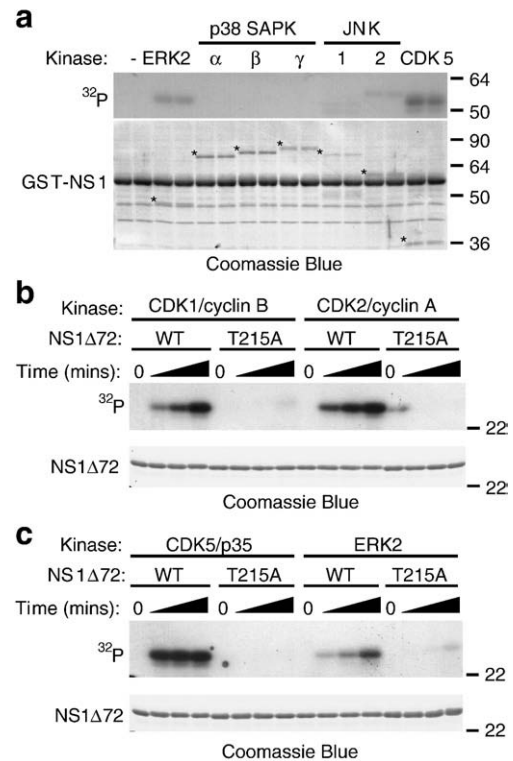 a
p38 SAPK JNK
Kinase: - ERK2 α β γ 1 2 CDK5
32P
64
50
90
GST-NS1
64
50
36
Coomassie Blue
b
Kinase: CDK1/cyclin B CDK2/cyclin A
NS1Δ72: WT T215A WT T215A
Time (mins): 0 0 0 0
32P
22
NS1Δ72
22
Coomassie Blue
c
Kinase: CDK5/p35 ERK2
NS1Δ72: WT T215A WT T215A
Time (mins): 0 0 0 0
32P
22
NS1Δ72
22
Coomassie Blue